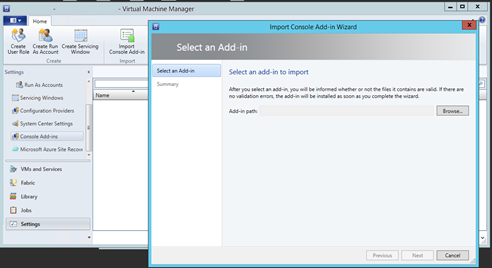 - - Virtual Machine Manager
Home
Create User Role
Create Run As Account
Create Servicing Window
Import Console Add-in
Create
Import
Settings
Run As Accounts
Servicing Windows
Configuration Providers
System Center Settings
Console Add-ins
Microsoft Azure Site Recov
VMs and Services
Fabric
Library
Jobs
Settings
Name
Import Console Add-in Wizard
Select an Add-in
Select an Add-in
Summary
Select an add-in to import
After you select an add-in, you will be informed whether or not the files it contains are valid. If there are
no validation errors, the add-in will be installed as soon as you complete the wizard.
Add-in path:
Browse...
Previous
Next
Cancel